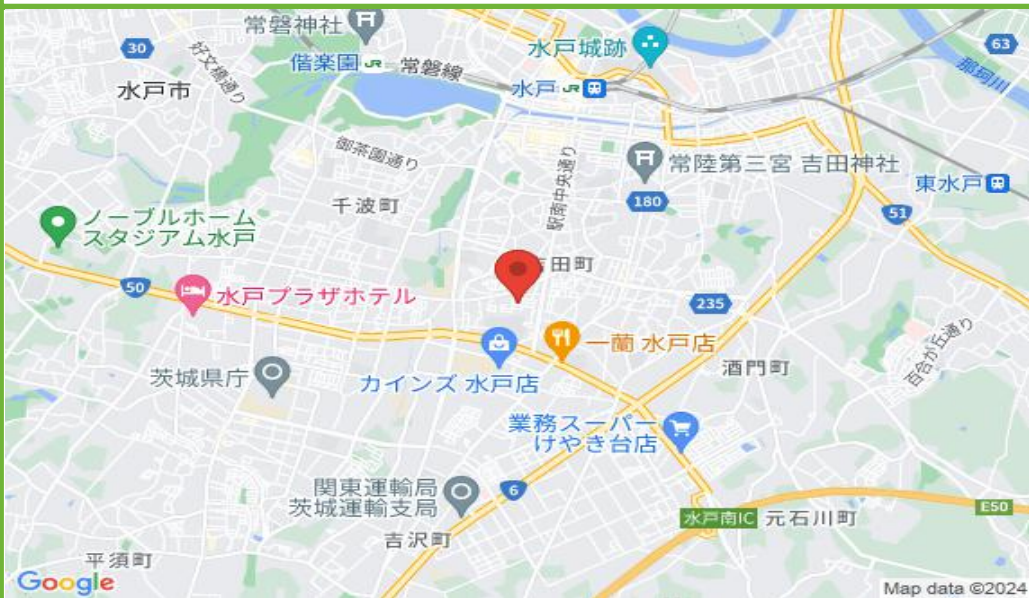 常磐神社
30
好文橋通り
偕楽園
JR
常磐線
水戸城跡
63
那珂川
水戸市
水戸
JR
御茶園通り
駅南中央通り
常陸第三宮 吉田神社
千波町
180
東水戸
51
ノーブルホーム
スタジアム水戸
田町
50
水戸プラザホテル
235
一蘭 水戸店
茨城県庁
カインズ 水戸店
酒門町
百合が丘通り
業務スーパー
けやき台店
関東運輸局
茨城運輸支局
6
水戸南IC
元石川町
E50
吉沢町
平須町
Google
Map data ©2024